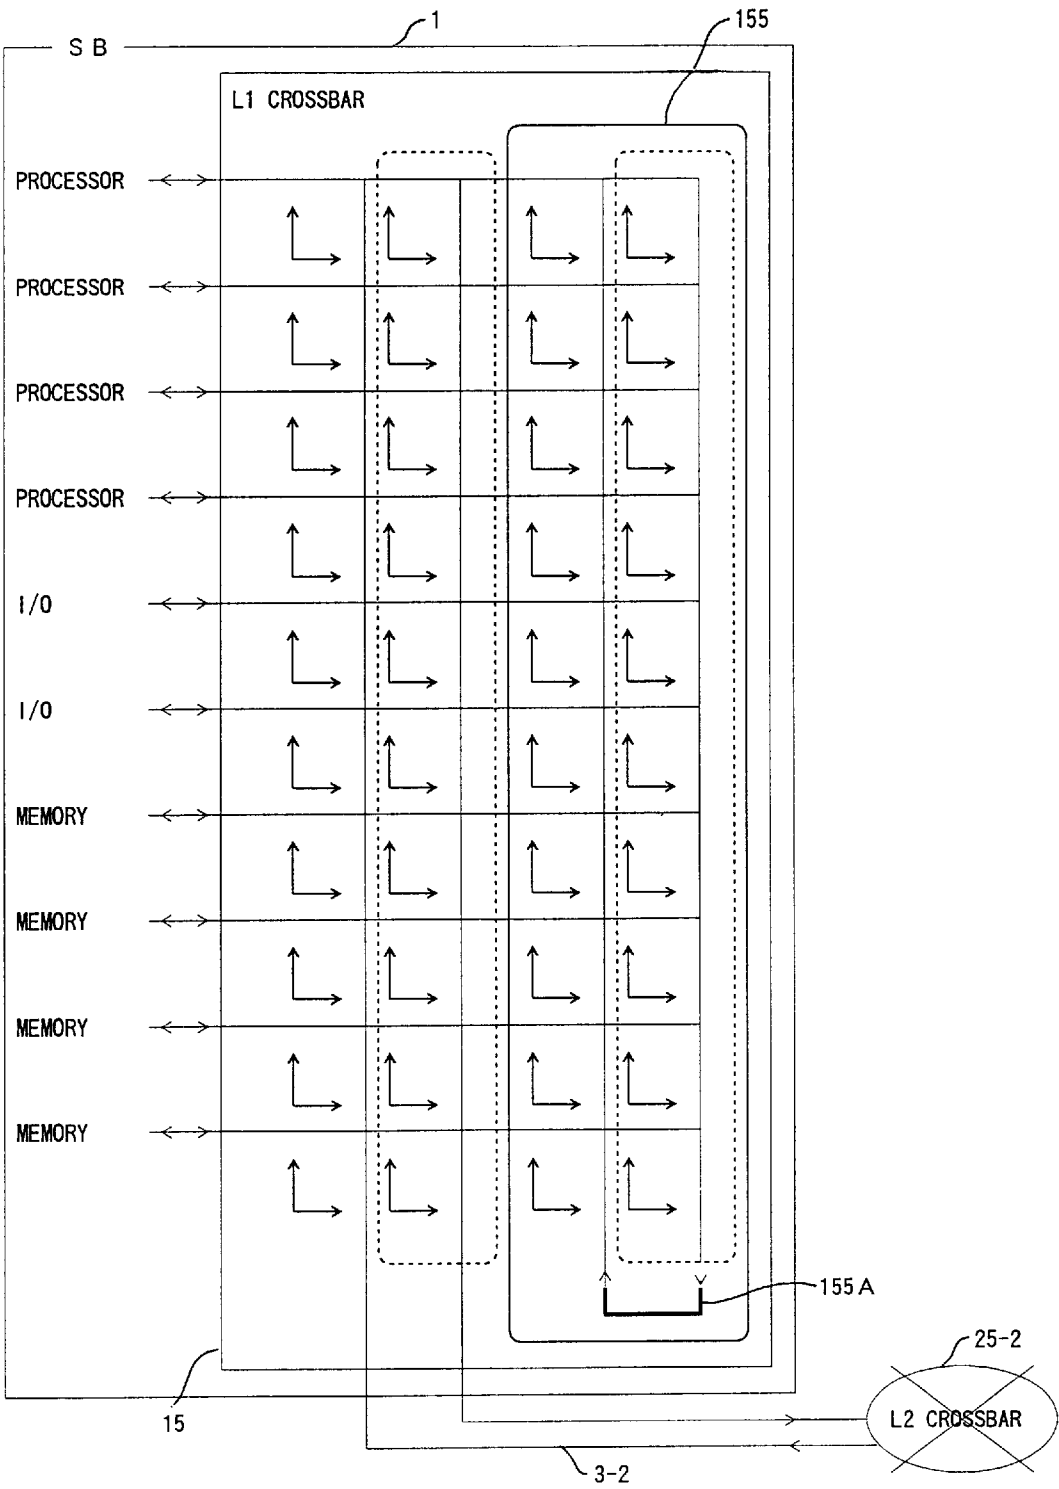 1
155
S B
L1 CROSSBAR
PROCESSOR
PROCESSOR
PROCESSOR
PROCESSOR
I/O
I/O
MEMORY
MEMORY
MEMORY
MEMORY
155A
25-2
15
L2 CROSSBAR
3-2